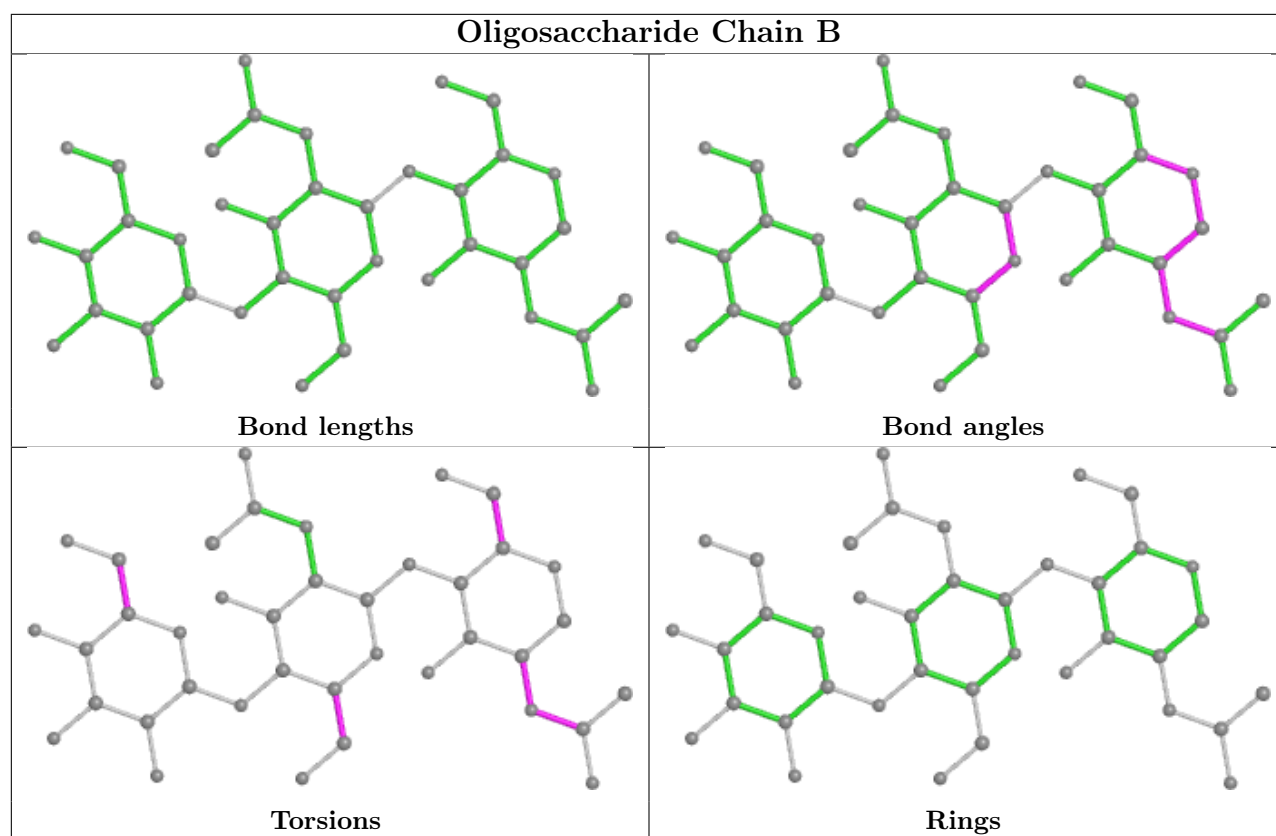 Oligosaccharide Chain B
Bond lengths
Bond angles
Torsions
Rings